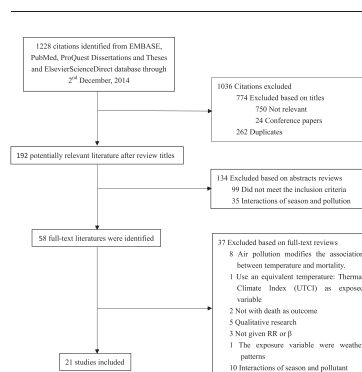 1228 citations identified from EMBASE,
PubMed, ProQuest Dissertations and Theses
and ElsevierScienceDirect database through
2nd December, 2014
1036 Citations excluded
774 Excluded based on titles
750 Not relevant
24 Conference papers
262 Duplicates
192 potentially relevant literature after review titles
134 Excluded based on abstracts reviews
99 Did not meet the inclusion criteria
35 Interactions of season and pollution
58 full-text literatures were identified
37 Excluded based on full-text reviews
8 Air pollution modifies the association
between temperature and mortality.
1 Use an equivalent temperature: Therma
Climate Index (UTCI) as exposed
variable
2 Not with death as outcome
5 Qualitative research
3 Not given RR or β
1 The exposure variable were weather
patterns
10 Interactions of season and pollutant
21 studies included